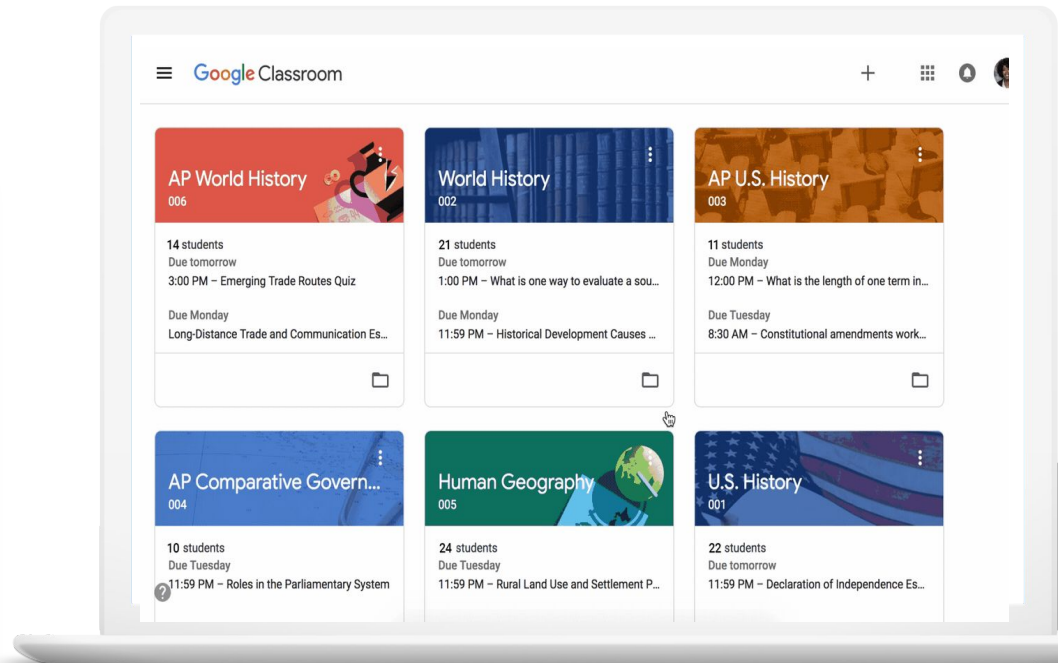 Google Classroom
AP World History
006
14 students
Due tomorrow
3:00 PM – Emerging Trade Routes Quiz
Due Monday
Long-Distance Trade and Communication Es...
World History
002
21 students
Due tomorrow
1:00 PM – What is one way to evaluate a sou...
Due Monday
11:59 PM – Historical Development Causes ...
AP U.S. History
003
11 students
Due Monday
12:00 PM – What is the length of one term in...
Due Tuesday
8:30 AM – Constitutional amendments work...
AP Comparative Govern...
004
10 students
Due Tuesday
11:59 PM – Roles in the Parliamentary System
Human Geography
005
24 students
Due Tuesday
11:59 PM – Rural Land Use and Settlement P...
U.S. History
001
22 students
Due tomorrow
11:59 PM – Declaration of Independence Es...
?